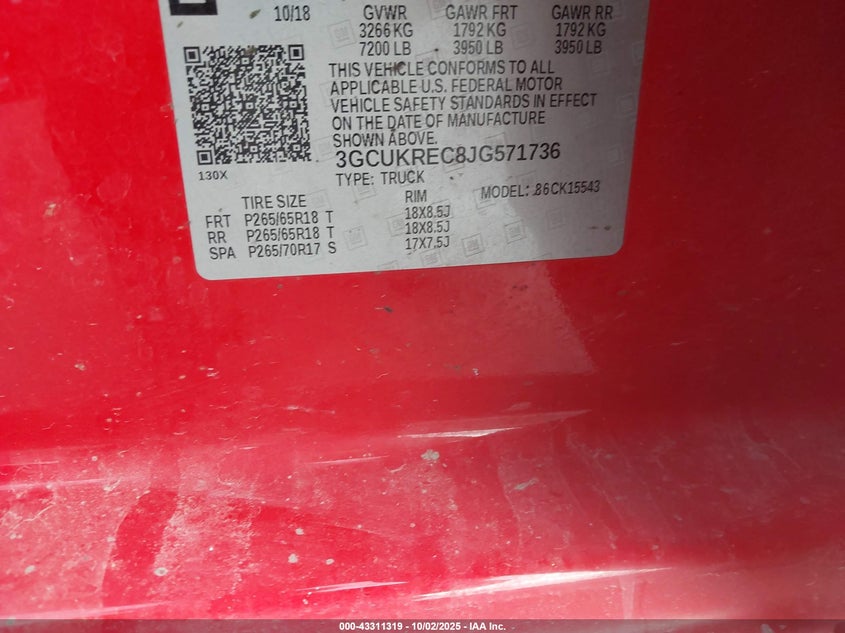 10/18 GVWR GAWR FRT GAWR RR
3266 KG 1792 KG 1792 KG
7200 LB 3950 LB 3950 LB
THIS VEHICLE CONFORMS TO ALL
APPLICABLE U.S. FEDERAL MOTOR
VEHICLE SAFETY STANDARDS IN EFFECT
ON THE DATE OF MANUFACTURE
SHOWN ABOVE.
3GCUKREC8JG571736
130X
TYPE: TRUCK MODEL: 86CK15543
TIRE SIZE RIM
FRT P265/65R18 T 18X8.5J
RR P265/65R18 T 18X8.5J
SPA P265/70R17 S 17X7.5J
000-43311319 | 10/02/2025 - IAA Inc.